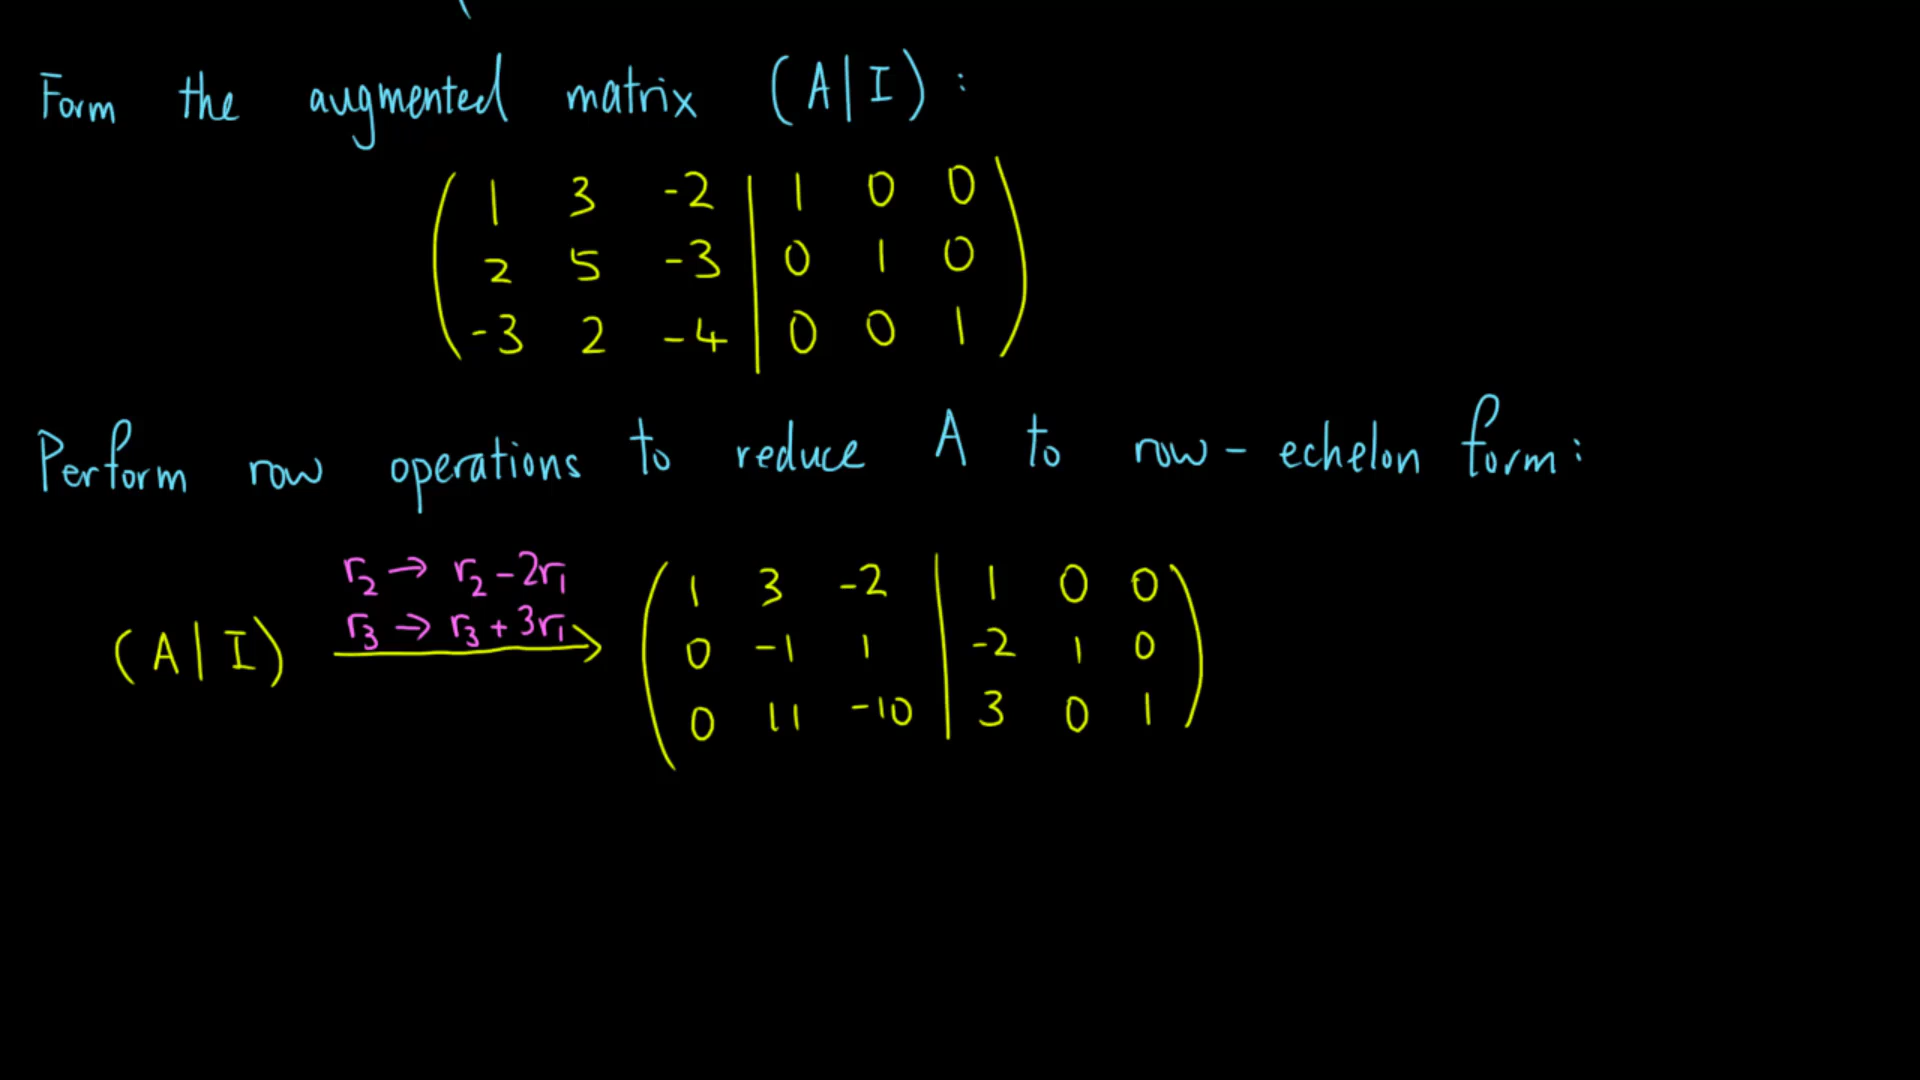 Form the augmented matrix (A|I):
( 1 3 -2 | 1 0 0 )
( 2 5 -3 | 0 1 0 )
( -3 2 -4 | 0 0 1 )
Perform row-operations to reduce A to row-echelon form:
r₂ → r₂ - 2r₁
r₃ → r₃ + 3r₁
(A|I) → ( 1 3 -2 | 1 0 0 )
( 0 -1 1 | -2 1 0 )
( 0 11 -10 | 3 0 1 )